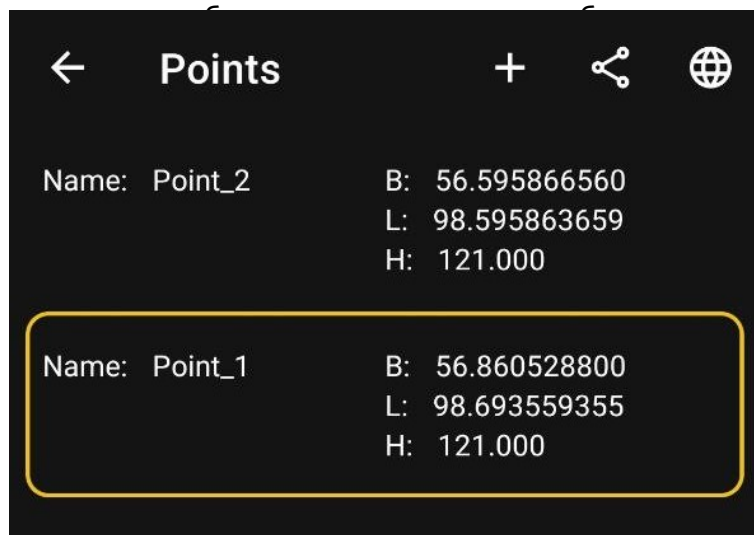 Points
Name: Point_2 B: 56.595866560
L: 98.595863659
H: 121.000
Name: Point_1 B: 56.860528800
L: 98.693559355
H: 121.000